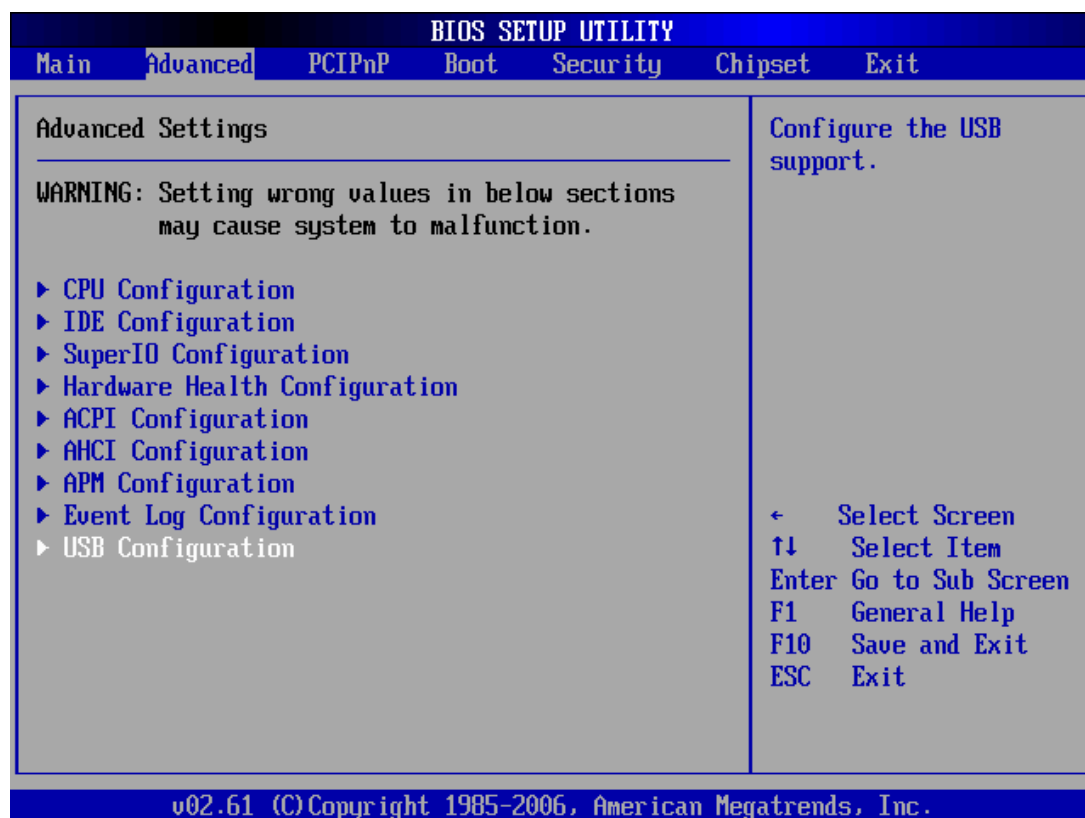 BIOS SETUP UTILITY
Main Advanced PCIPnP Boot Security Chipset Exit
Advanced Settings
WARNING: Setting wrong values in below sections
may cause system to malfunction.
▶ CPU Configuration
▶ IDE Configuration
▶ SuperIO Configuration
▶ Hardware Health Configuration
▶ ACPI Configuration
▶ AHCI Configuration
▶ APM Configuration
▶ Event Log Configuration
▶ USB Configuration
Configure the USB
support.
← Select Screen
↑↓ Select Item
Enter Go to Sub Screen
F1 General Help
F10 Save and Exit
ESC Exit
v02.61 (C)Copyright 1985-2006, American Megatrends, Inc.